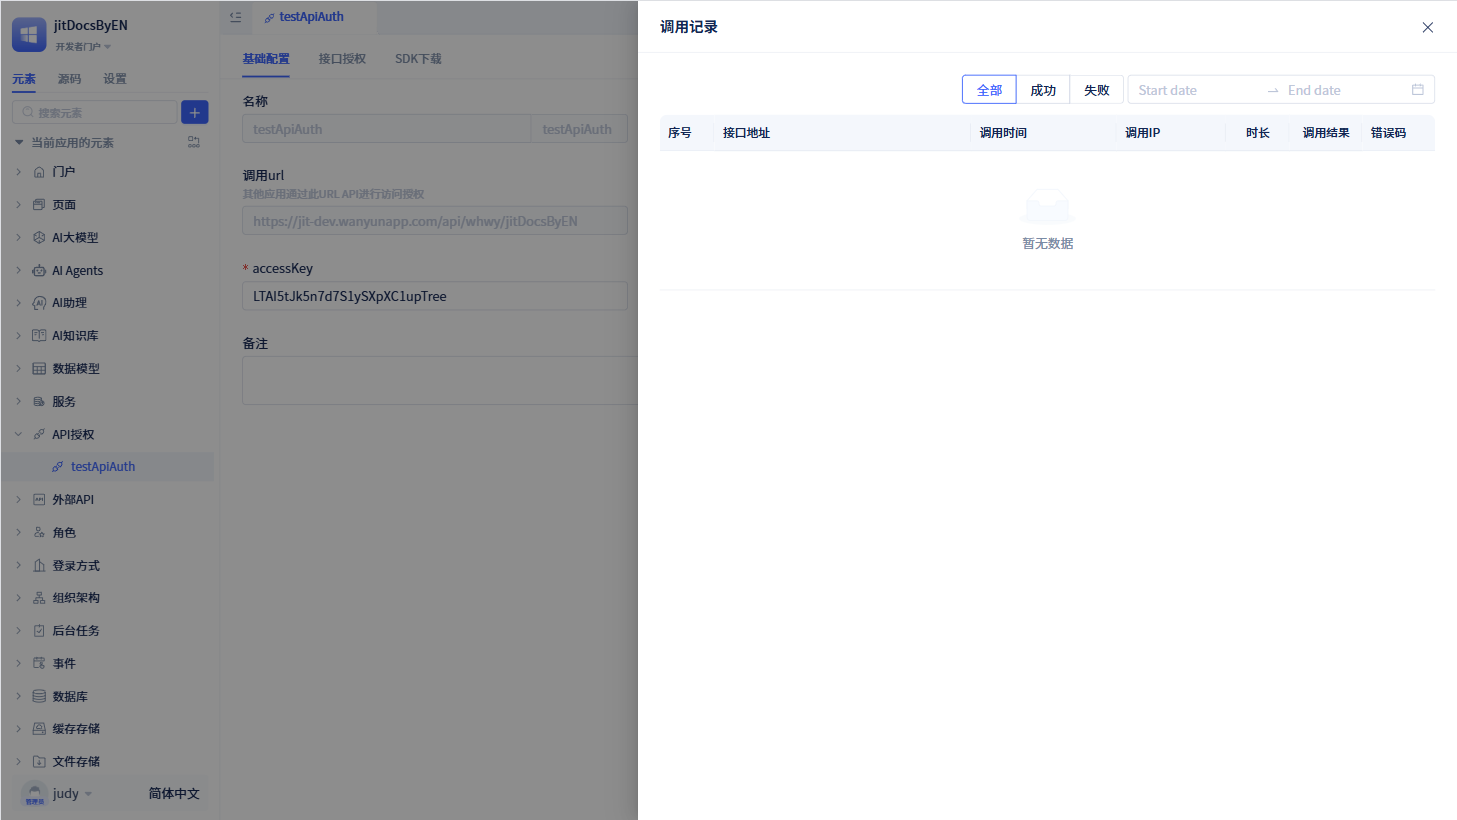 jitDocsByEN
开发者门户
元素 源码 设置
搜索元素
当前应用的元素
门户
页面
AI大模型
AI Agents
AI助理
AI知识库
数据模型
服务
API授权
testApiAuth
外部API
角色
登录方式
组织架构
后台任务
事件
数据库
缓存存储
文件存储
管理员
judy 简体中文
testApiAuth
基础配置 接口授权 SDK下载
名称
testApiAuth testApiAuth
调用url
其他应用通过此URL API进行访问授权
https://jit-dev.wanyunapp.com/api/whwy/jitDocsByEN
* accessKey
LTAI5tJk5n7d7S1ySXpXC1upTree
备注
调用记录
全部 成功 失败 Start date End date
序号 接口地址 调用时间 调用IP 时长 调用结果 错误码
暂无数据